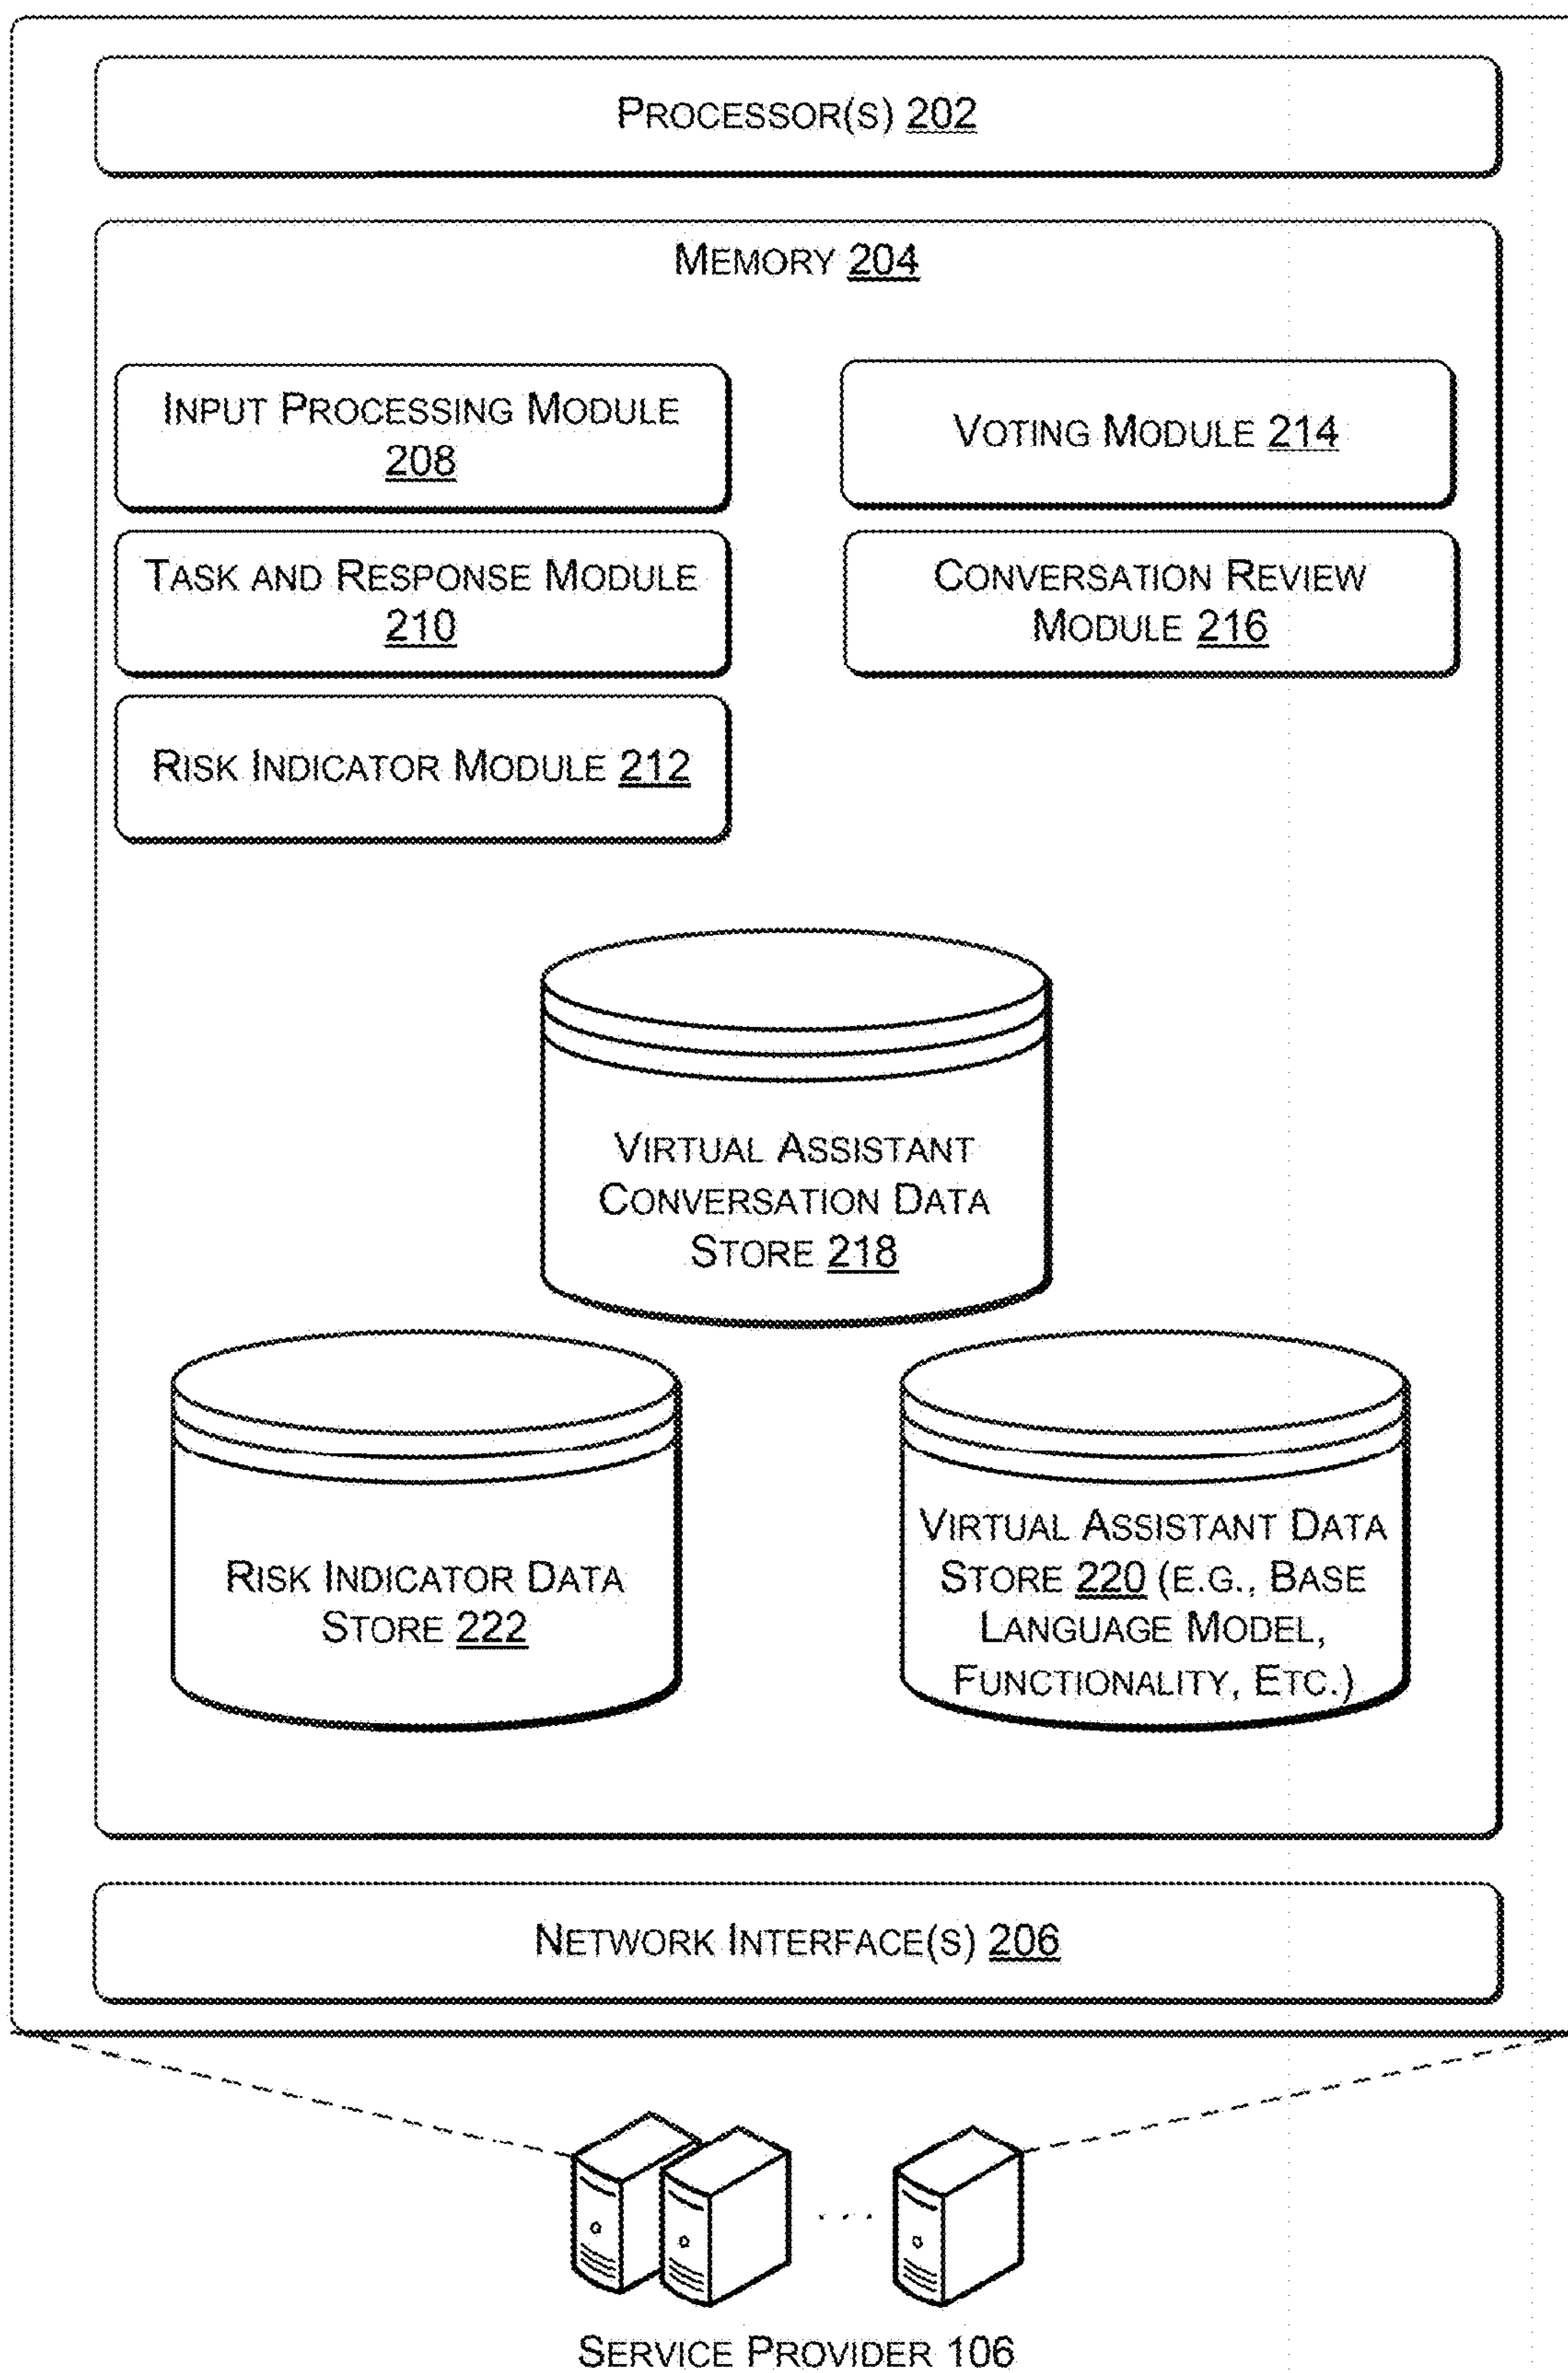 PROCESSOR(S) 202
MEMORY 204
INPUT PROCESSING MODULE
208
VOTING MODULE 214
TASK AND RESPONSE MODULE
210
CONVERSATION REVIEW
MODULE 216
RISK INDICATOR MODULE 212
VIRTUAL ASSISTANT
CONVERSATION DATA
STORE 218
RISK INDICATOR DATA
STORE 222
VIRTUAL ASSISTANT DATA
STORE 220 (E.G., BASE
LANGUAGE MODEL,
FUNCTIONALITY, ETC.)
NETWORK INTERFACE(S) 206
SERVICE PROVIDER 106